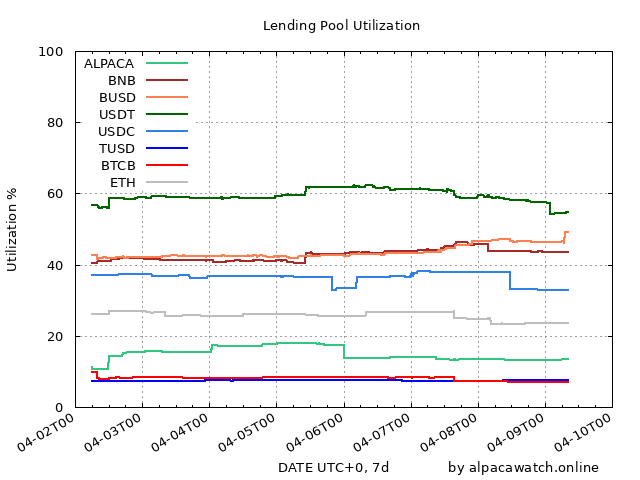 Lending Pool Utilization
100
80
60
40
20
0
Utilization %
ALPACA
BNB
BUSD
USDT
USDC
TUSD
BTCB
ETH
04-02T00
04-03T00
04-04T00
04-05T00
04-06T00
04-07T00
04-08T00
04-09T00
04-10T00
DATE UTC+0, 7d
by alpacawatch.online